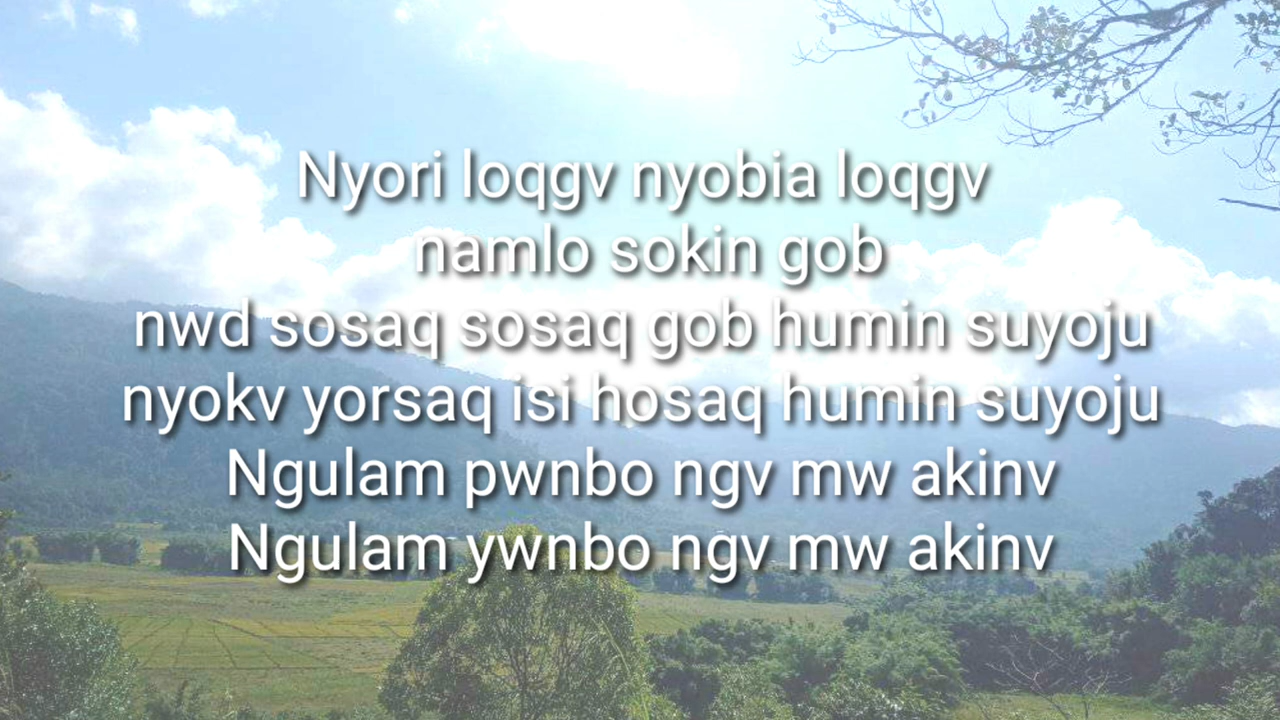 Nyori loqgv nyobia loqgv
namlo sokin gob
nwd sosaq sosaq gob humin suyoju
nyokv yorsaq isi hosaq humin suyoju
Ngulam pwnbo ngv mw akinv
Ngulam ywnbo ngv mw akinv